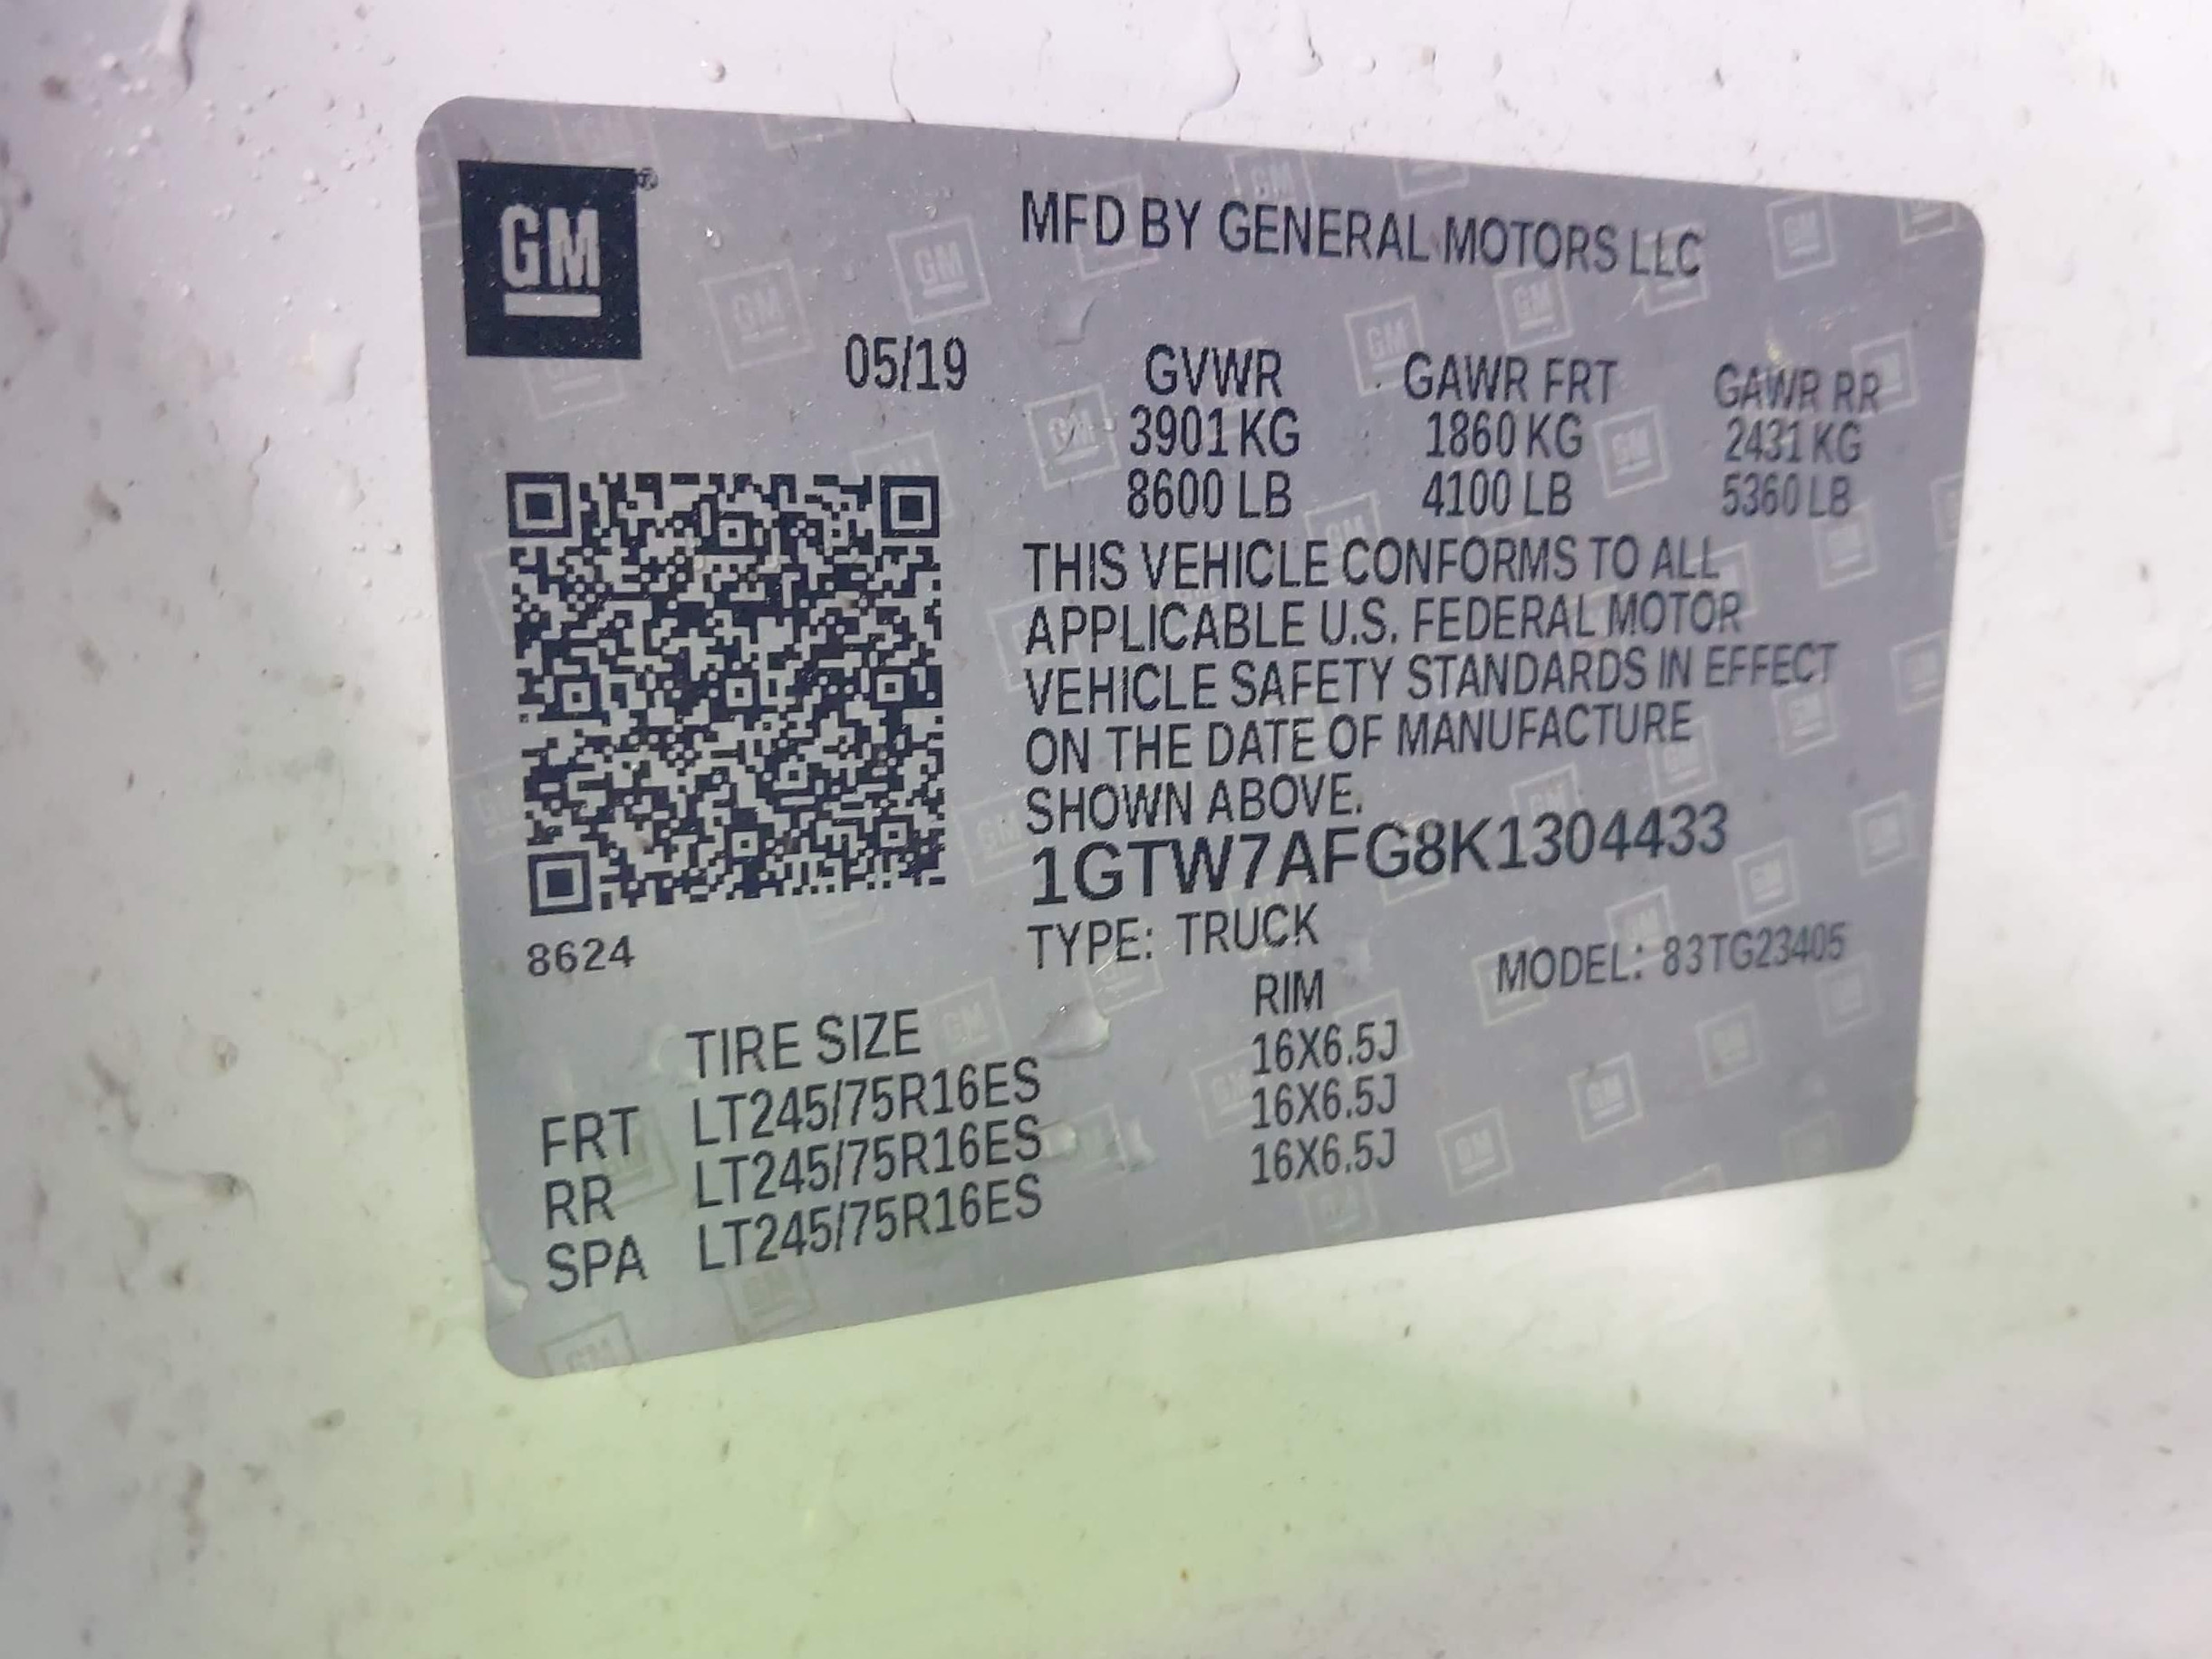 GM®
MFD BY GENERAL MOTORS LLC
05/19 GVWR GAWR FRT GAWR RR
3901 KG 1860 KG 2431 KG
8600 LB 4100 LB 5360 LB
THIS VEHICLE CONFORMS TO ALL
APPLICABLE U.S. FEDERAL MOTOR
VEHICLE SAFETY STANDARDS IN EFFECT
ON THE DATE OF MANUFACTURE
SHOWN ABOVE.
1GTW7AFG8K1304433
8624
TYPE: TRUCK MODEL: 83TG23405
TIRE SIZE RIM
FRT LT245/75R16ES 16X6.5J
RR LT245/75R16ES 16X6.5J
SPA LT245/75R16ES 16X6.5J